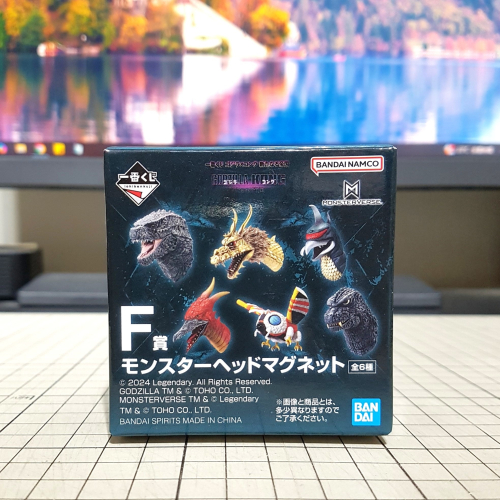 一番くじ
BANDAI NAMCO
MONSTERVERSE
F賞
モンスターヘッドマグネット 全6種
© 2024 Legendary. All Rights Reserved.
GODZILLA TM & © TOHO CO., LTD.
MONSTERVERSE TM & © Legendary
TM & © TOHO CO., LTD.
BANDAI SPIRITS MADE IN CHINA
※画像と商品とは、
多少異なりますので
ご了承ください。
BAN
DAI